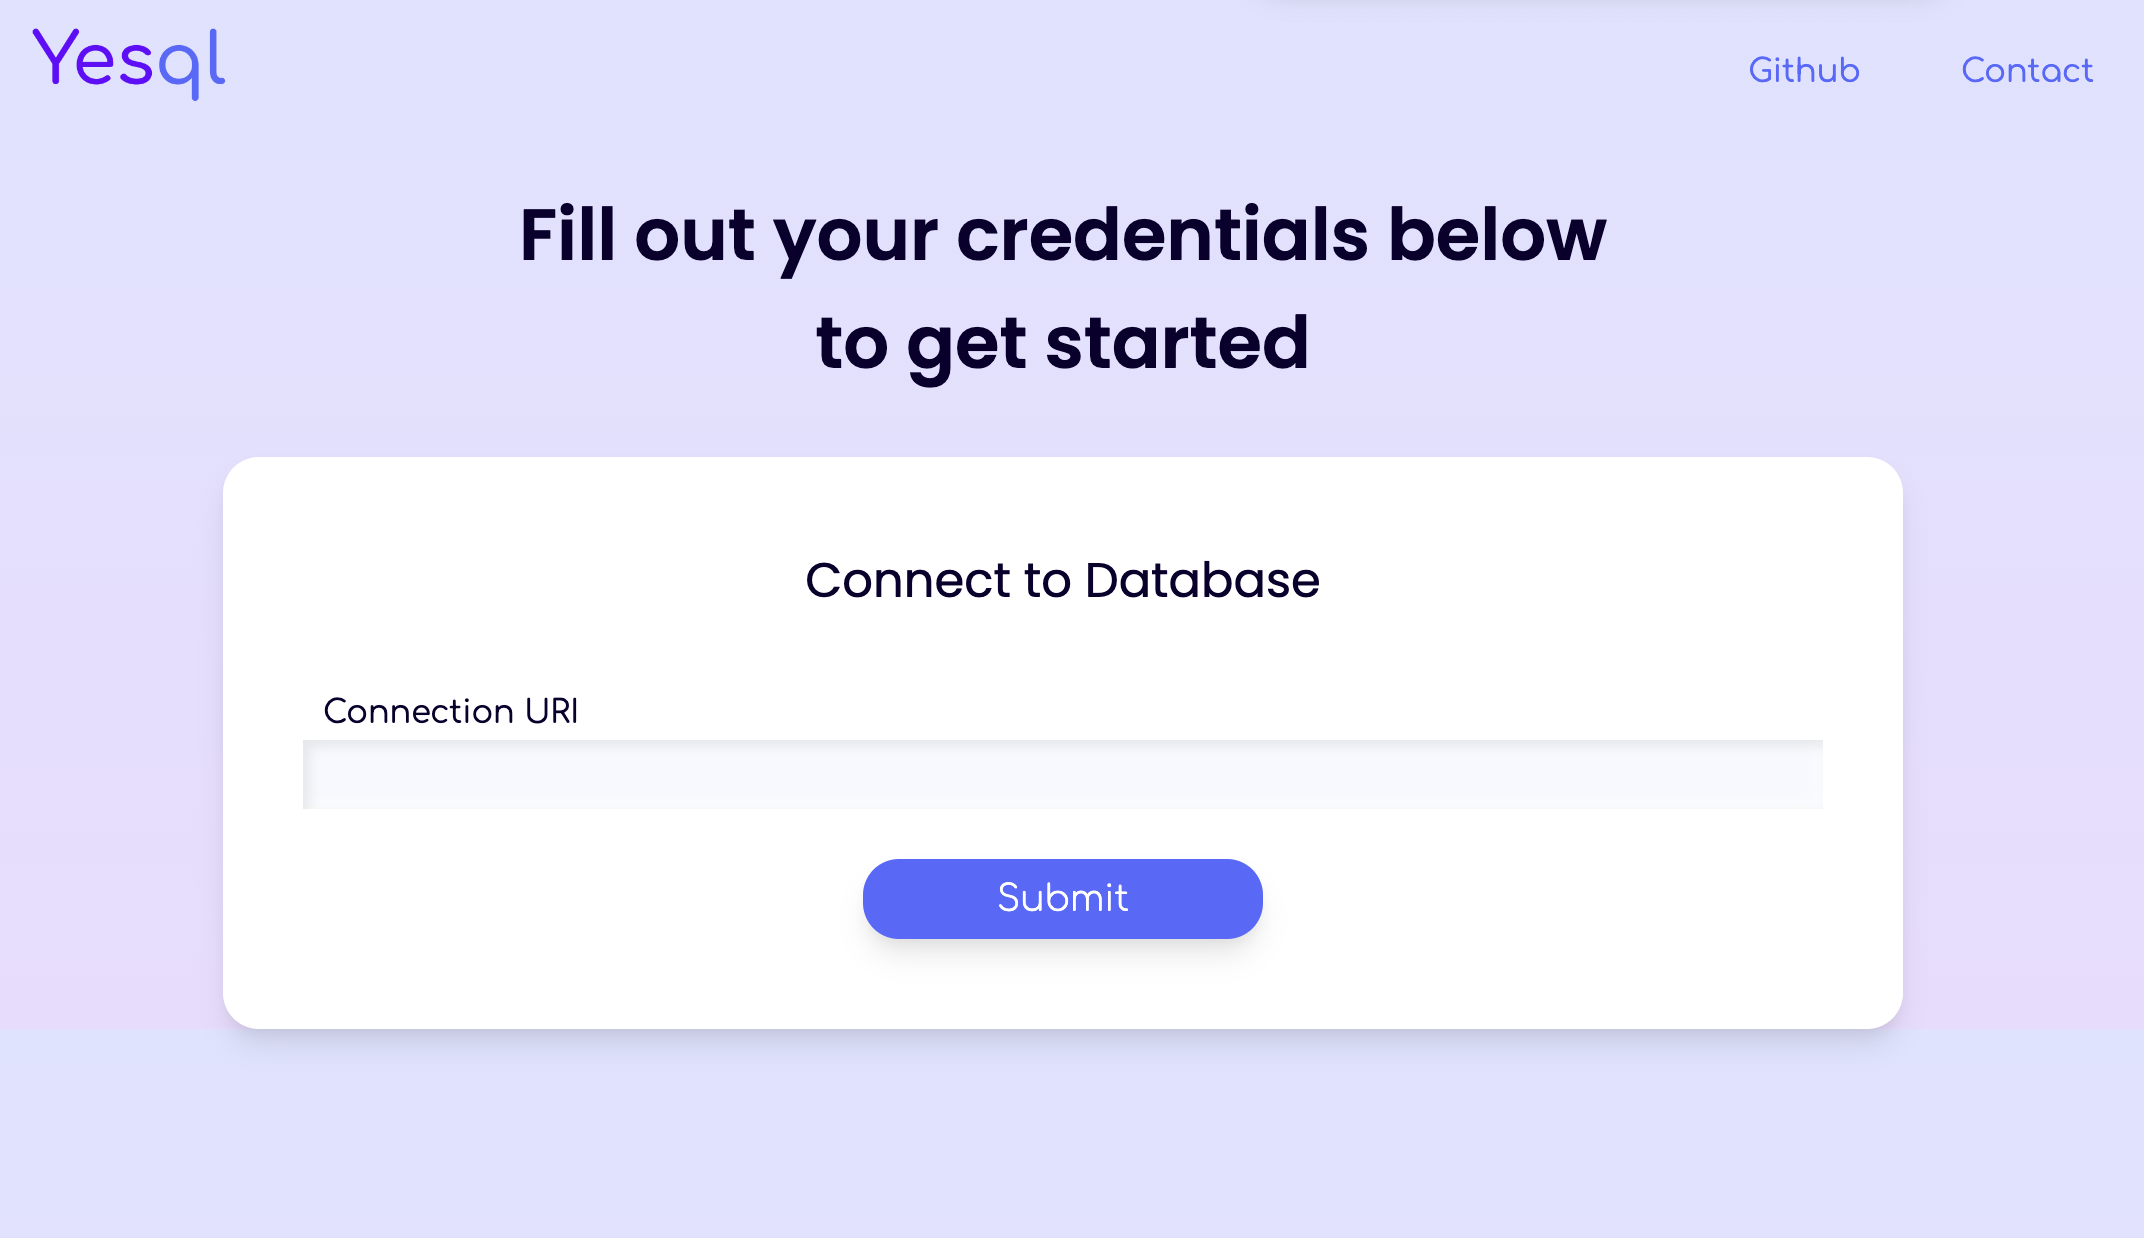 Yesql
Github
Contact
Fill out your credentials below
to get started
Connect to Database
Connection URI
Submit